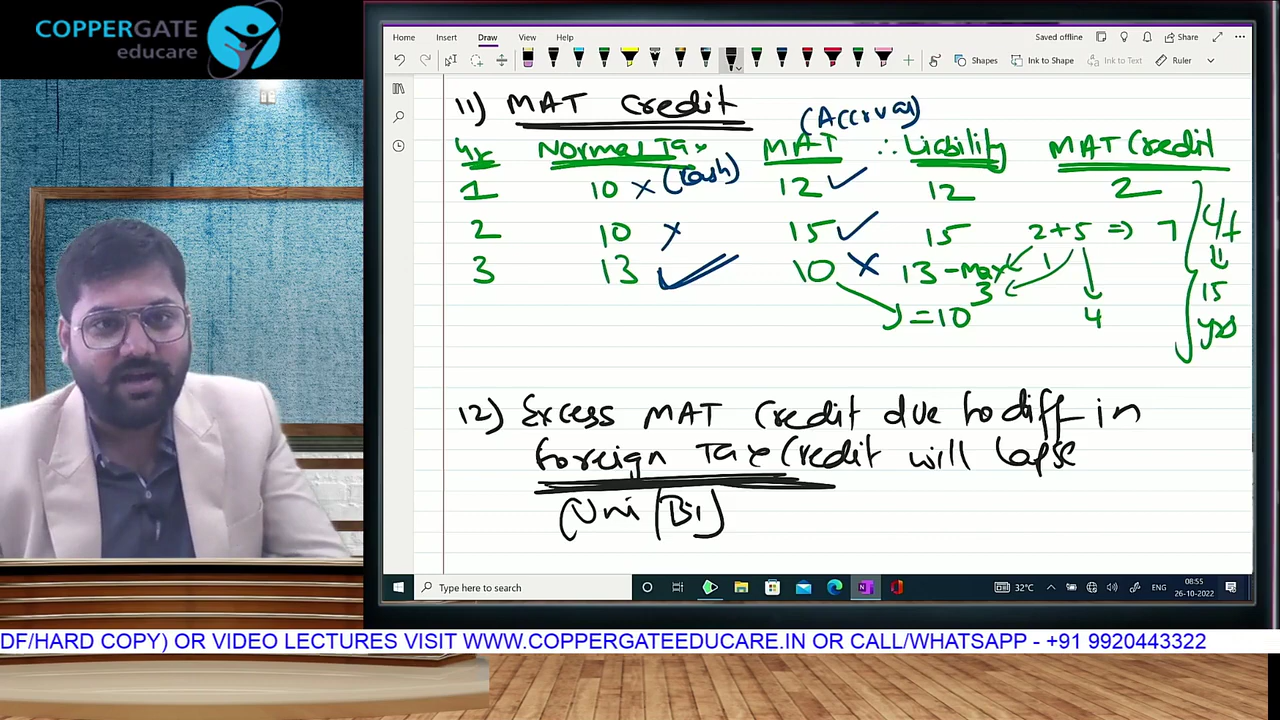 COPPERGATE
educare
Home Insert Draw View Help
Saved offline
Share
Shapes
Ink to Shape
Ink to Text
Ruler
11) MAT Credit
(Accrual)
Yr Normal Tax MAT ∴ Liability MAT Credit
1 10 × (Cash) 12 ✓ 12 2
2 10 × 15 ✓ 15 2+5 ⇒ 7
3 13 ✓ 10 × 13 - Max 1
3
= 10 4
C/f
15
yrs
12) Excess MAT Credit due to diff in
Foreign Tax Credit will lapse
(Uni/Bi)
Type here to search
32°C
ENG
08:55
26-10-2022
DF/HARD COPY) OR VIDEO LECTURES VISIT WWW.COPPERGATEEDUCARE.IN OR CALL/WHATSAPP - +91 9920443322